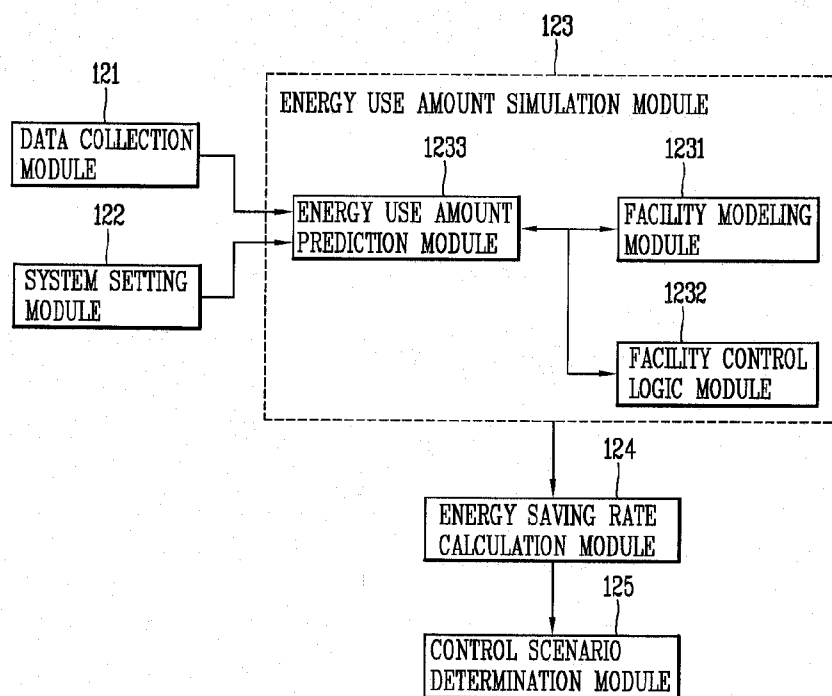 123
121
ENERGY USE AMOUNT SIMULATION MODULE
DATA COLLECTION
MODULE
1233
1231
ENERGY USE AMOUNT
PREDICTION MODULE
FACILITY MODELING
MODULE
122
SYSTEM SETTING
MODULE
1232
FACILITY CONTROL
LOGIC MODULE
124
ENERGY SAVING RATE
CALCULATION MODULE
125
CONTROL SCENARIO
DETERMINATION MODULE